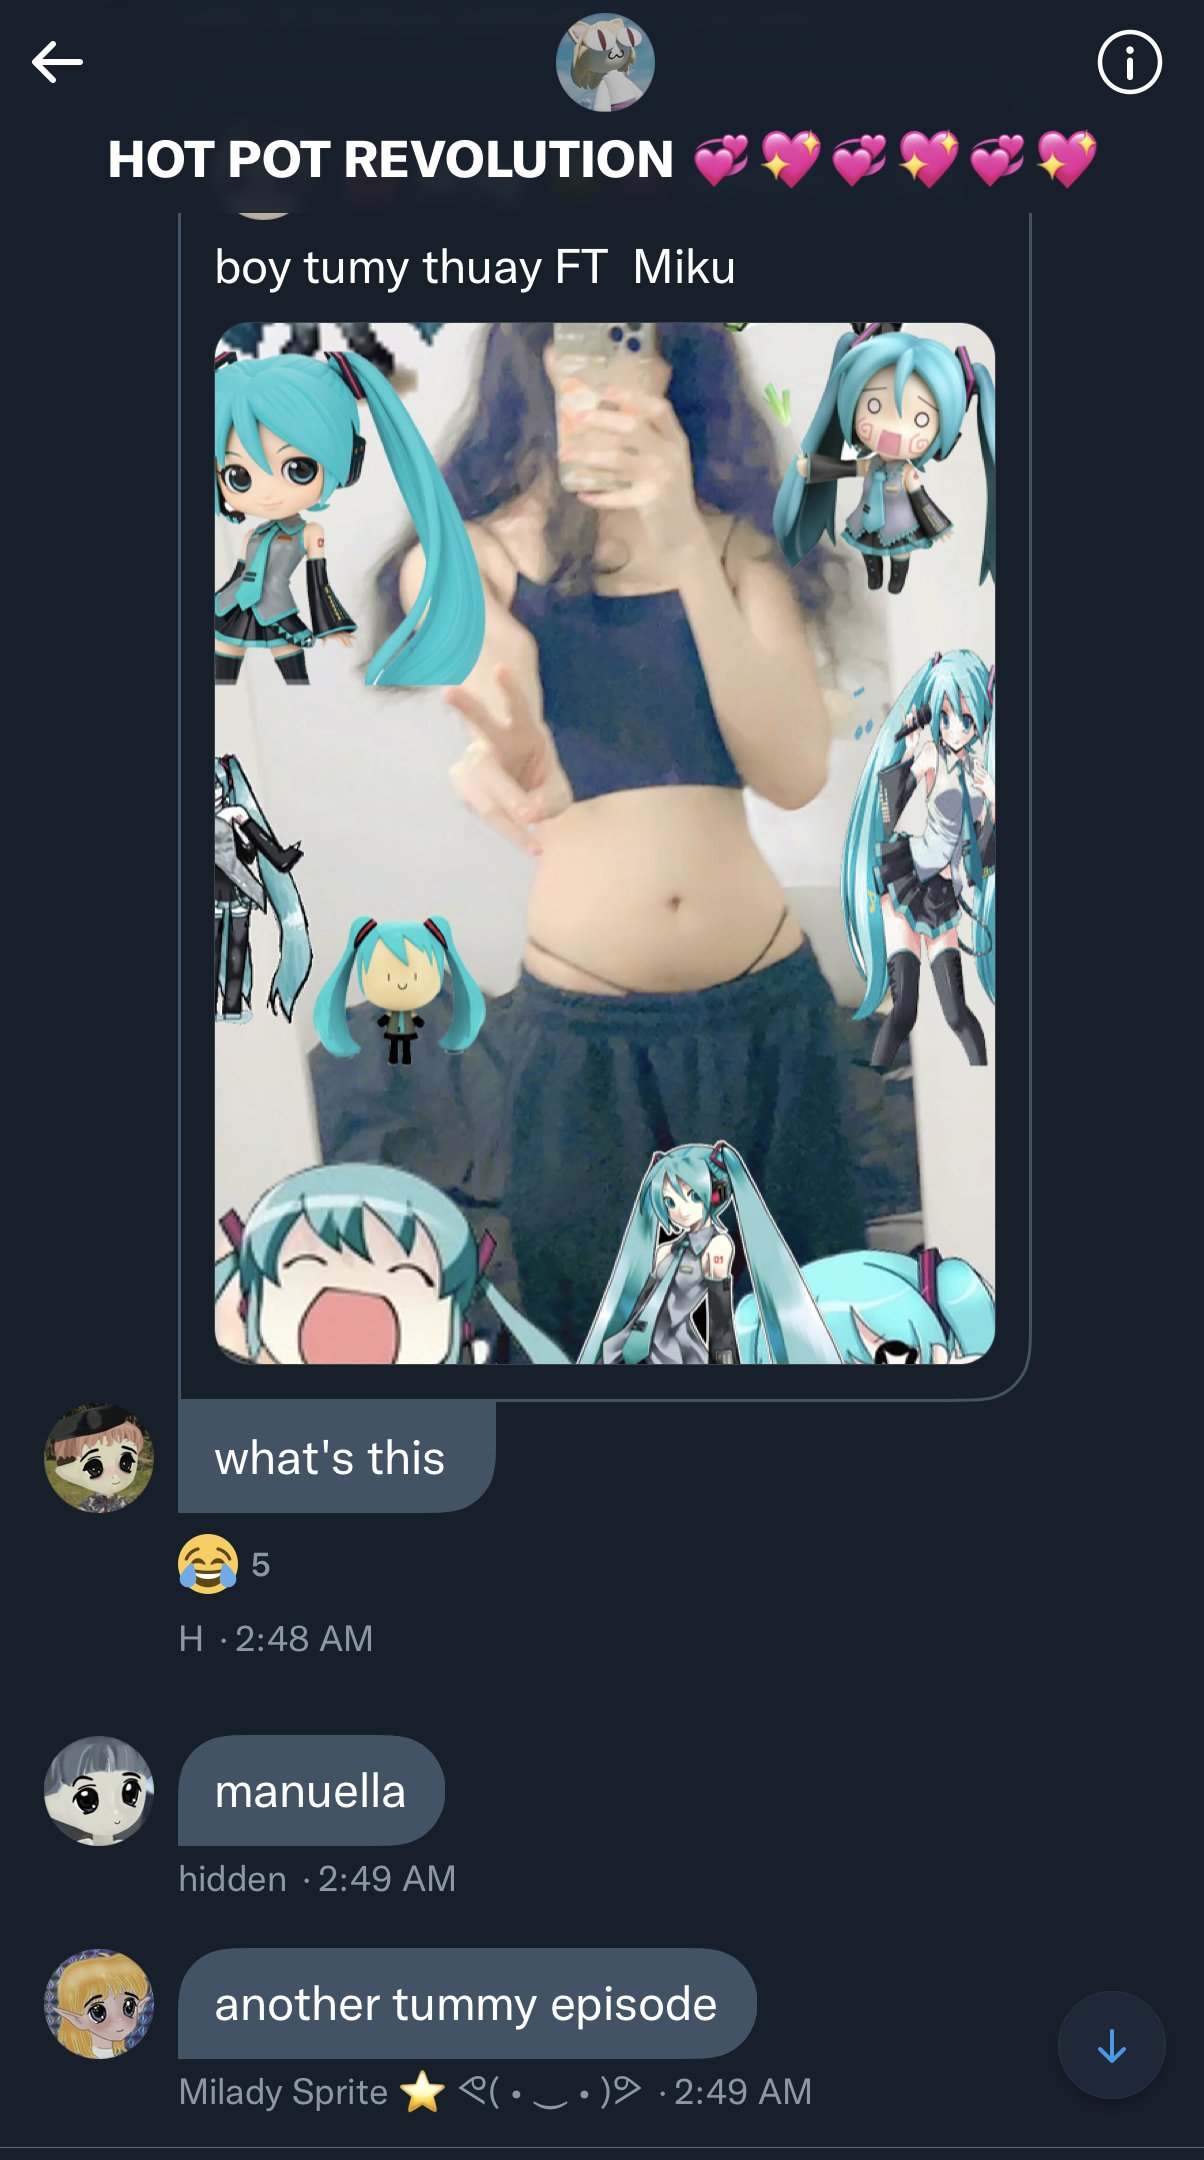 HOT POT REVOLUTION 💞💖💞💖💞💖
boy tumy thuay FT Miku
what's this
😂 5
H · 2:48 AM
manuella
hidden · 2:49 AM
another tummy episode
Milady Sprite ⭐ ᕙ( • ‿ • )ᕗ · 2:49 AM